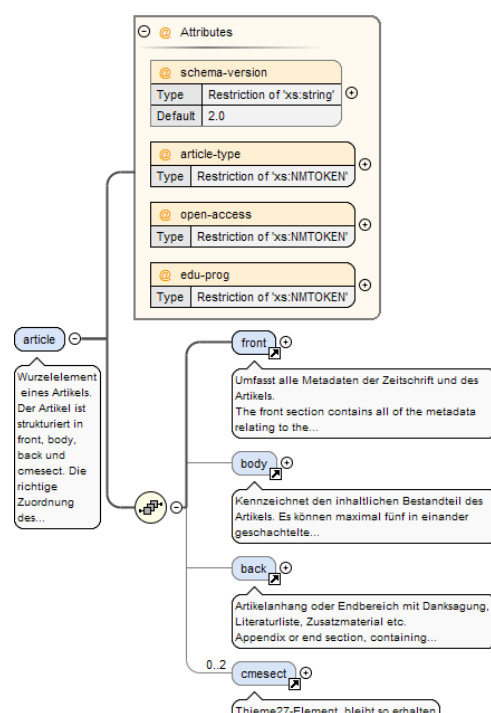 @ Attributes
@ schema-version
Type Restriction of 'xs:string'
Default 2.0
@ article-type
Type Restriction of 'xs:NMTOKEN'
@ open-access
Type Restriction of 'xs:NMTOKEN'
@ edu-prog
Type Restriction of 'xs:NMTOKEN'
article
Wurzelelement
eines Artikels.
Der Artikel ist
strukturiert in
front, body,
back und
cmesect. Die
richtige
Zuordnung
des...
front
Umfasst alle Metadaten der Zeitschrift und des
Artikels.
The front section contains all of the metadata
relating to the...
body
Kennzeichnet den inhaltlichen Bestandteil des
Artikels. Es können maximal fünf in einander
geschachtelte...
back
Artikelanhang oder Endbereich mit Danksagung,
Literaturliste, Zusatzmaterial etc.
Appendix or end section, containing...
0..2
cmesect
Thieme27-Element, bleibt so erhalten